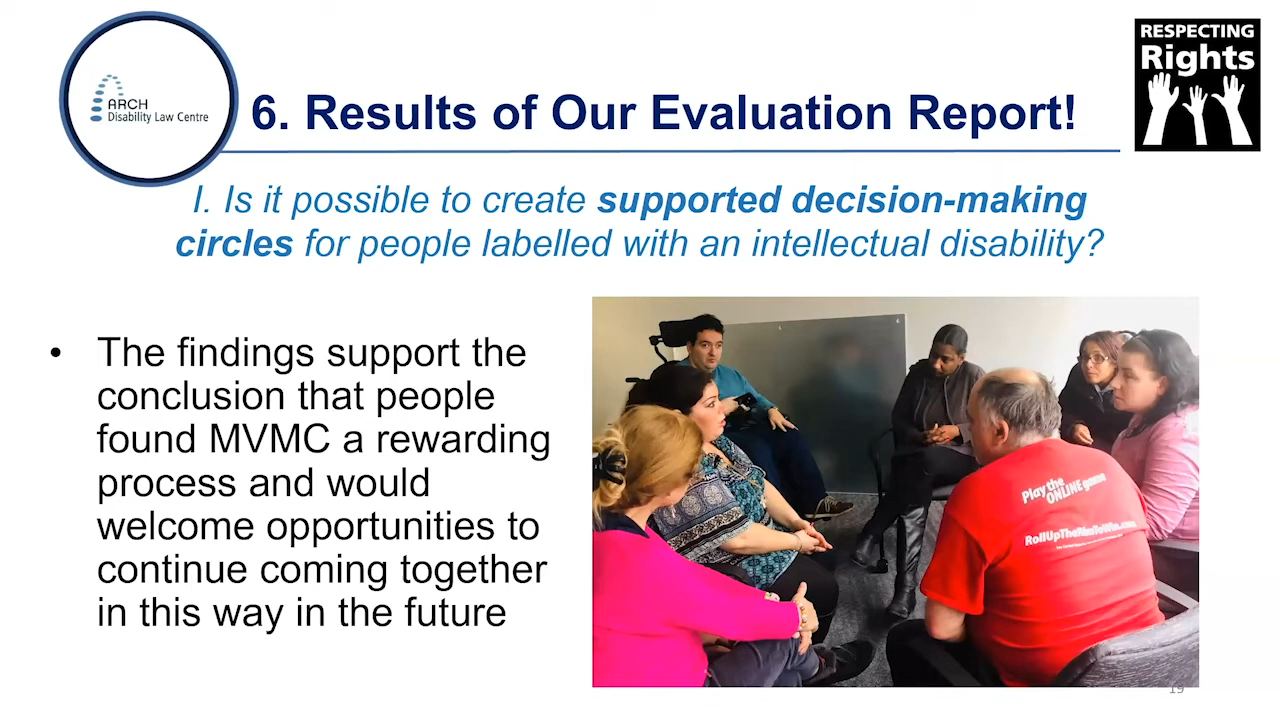 ARCH
Disability Law Centre
6. Results of Our Evaluation Report!
RESPECTING
Rights
I. Is it possible to create supported decision-making
circles for people labelled with an intellectual disability?
• The findings support the
conclusion that people
found MVMC a rewarding
process and would
welcome opportunities to
continue coming together
in this way in the future
Play the
ONLINE game
RollUpTheRimToWin.com
19